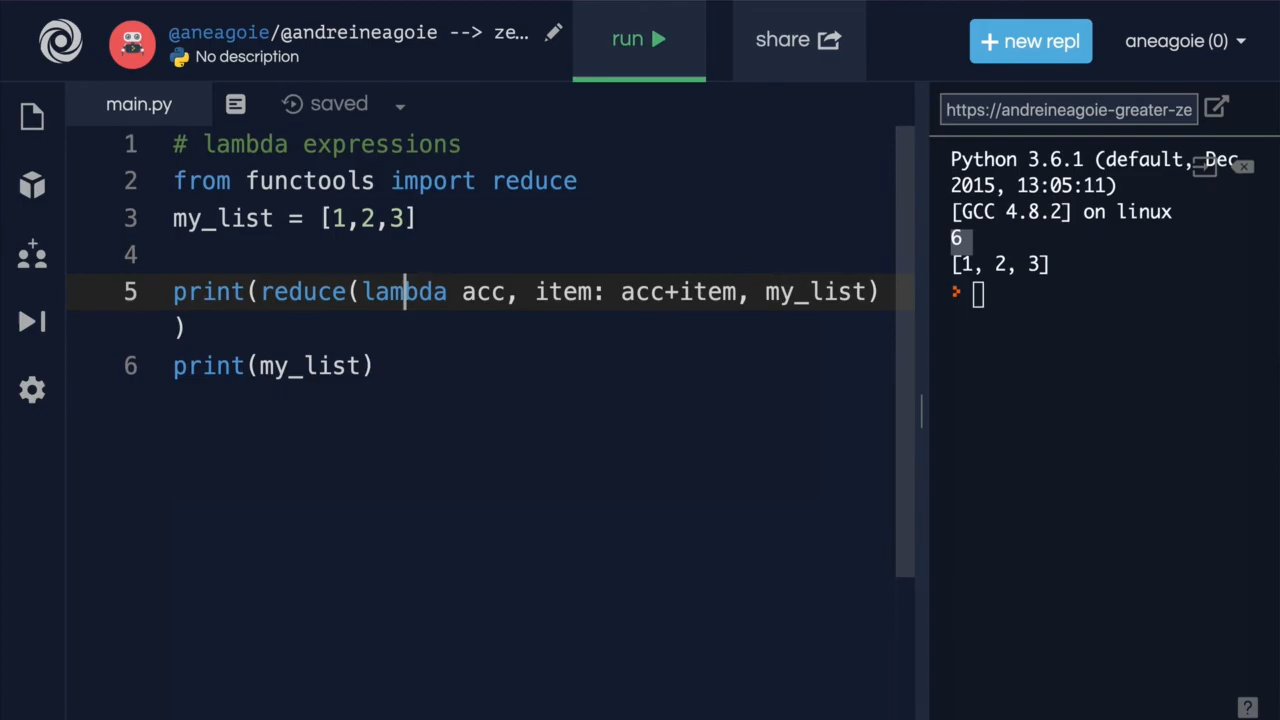 @aneagoie/@andreineagoie --> ze...
No description
run
share
+ new repl
aneagoie (0)
main.py
saved
1 # lambda expressions
2 from functools import reduce
3 my_list = [1,2,3]
4
5 print(reduce(lambda acc, item: acc+item, my_list)
)
6 print(my_list)
https://andreineagoie-greater-ze
Python 3.6.1 (default, Dec
2015, 13:05:11)
[GCC 4.8.2] on linux
6
[1, 2, 3]
?